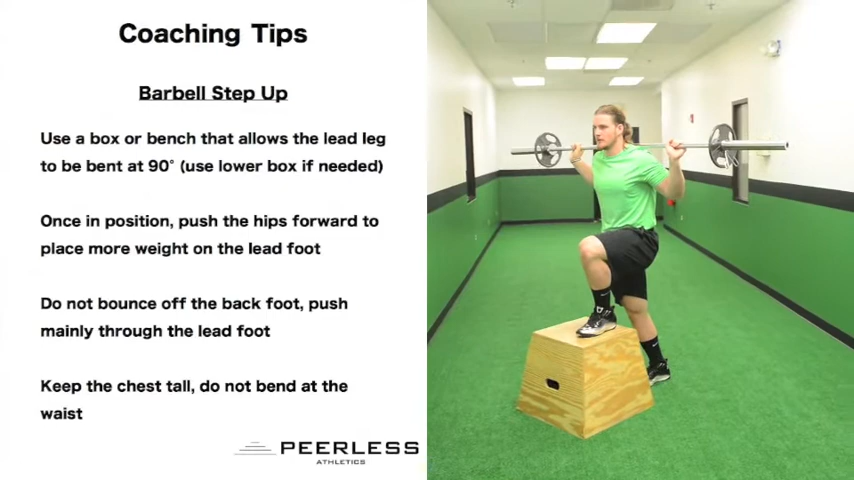 Coaching Tips
Barbell Step Up
Use a box or bench that allows the lead leg
to be bent at 90° (use lower box if needed)
Once in position, push the hips forward to
place more weight on the lead foot
Do not bounce off the back foot, push
mainly through the lead foot
Keep the chest tall, do not bend at the
waist
PEERLESS
ATHLETICS